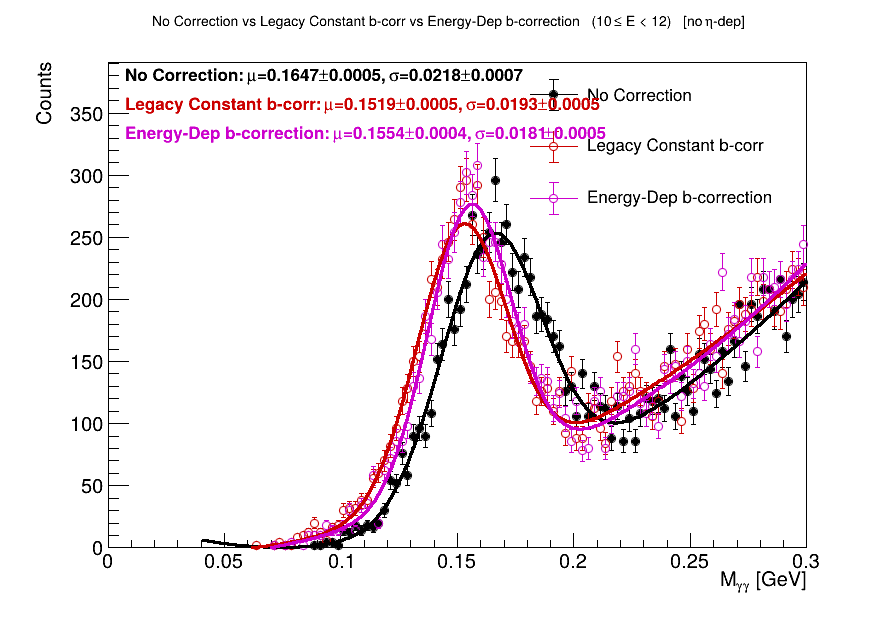 No Correction vs Legacy Constant b-corr vs Energy-Dep b-correction (10 ≤ E < 12) [no η-dep]
Counts
No Correction: μ=0.1647±0.0005, σ=0.0218±0.0007
Legacy Constant b-corr: μ=0.1519±0.0005, σ=0.0193±0.0005
Energy-Dep b-correction: μ=0.1554±0.0004, σ=0.0181±0.0005
No Correction
Legacy Constant b-corr
Energy-Dep b-correction
350
300
250
200
150
100
50
0
0 0.05 0.1 0.15 0.2 0.25 0.3
Mγγ [GeV]